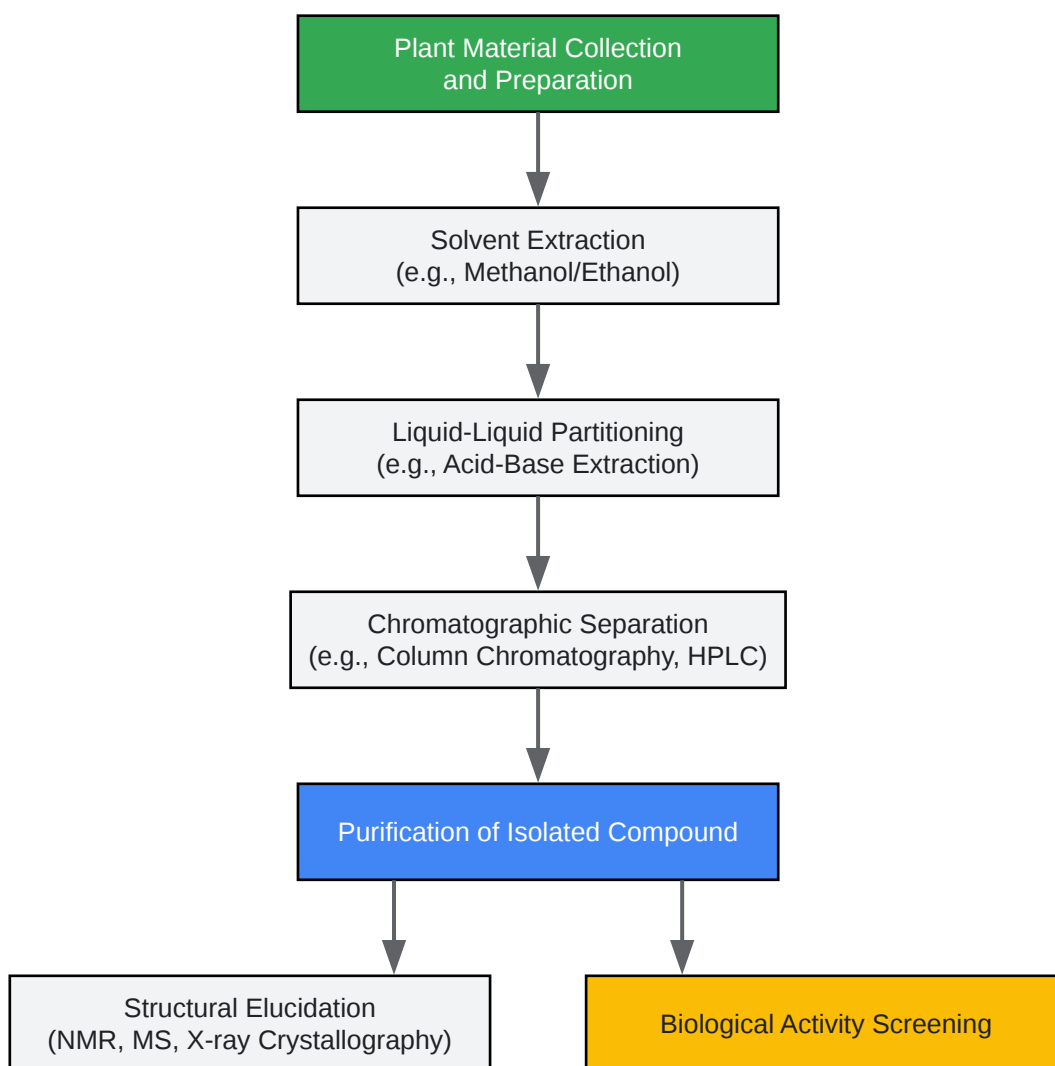 Plant Material Collection
and Preparation
Solvent Extraction
(e.g., Methanol/Ethanol)
Liquid-Liquid Partitioning
(e.g., Acid-Base Extraction)
Chromatographic Separation
(e.g., Column Chromatography, HPLC)
Purification of Isolated Compound
Structural Elucidation
(NMR, MS, X-ray Crystallography)
Biological Activity Screening